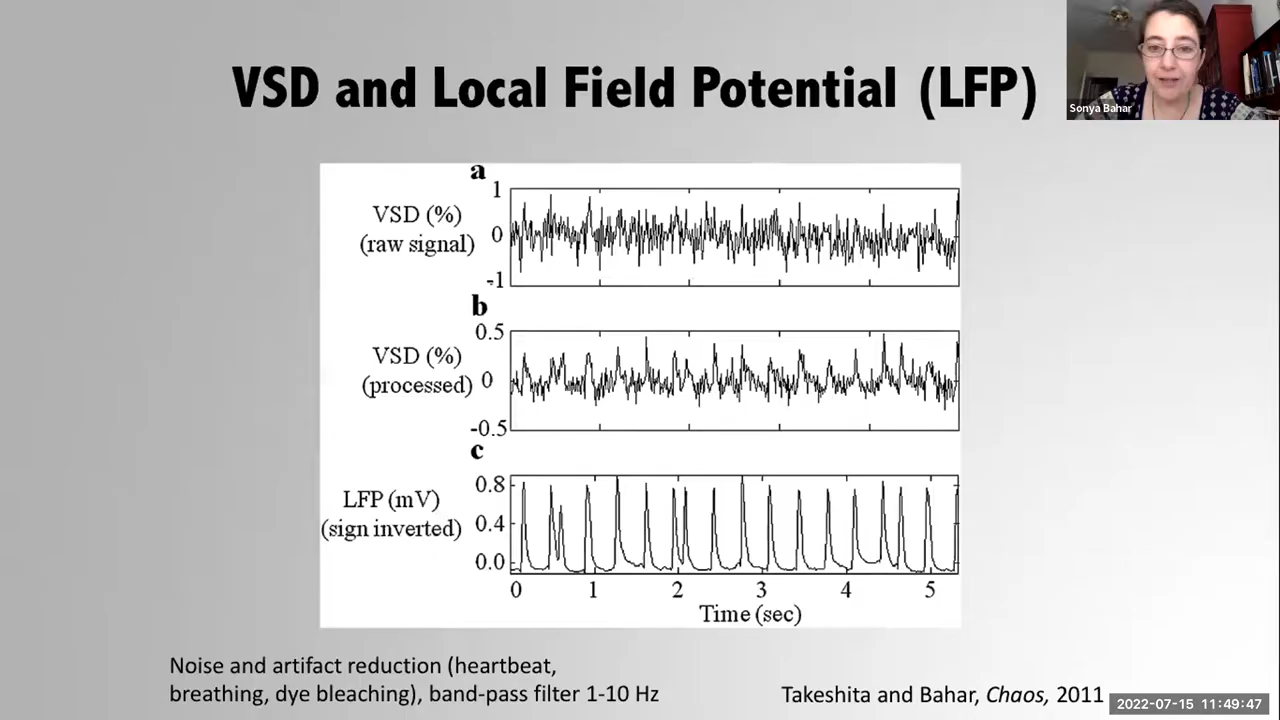 VSD and Local Field Potential (LFP)
Sonya Bahar
a
VSD (%)
(raw signal)
1
0
-1
b
VSD (%)
(processed)
0.5
0
-0.5
c
LFP (mV)
(sign inverted)
0.8
0.4
0.0
0 1 2 3 4 5
Time (sec)
Noise and artifact reduction (heartbeat,
breathing, dye bleaching), band-pass filter 1-10 Hz
Takeshita and Bahar, Chaos, 2011
2022-07-15 11:49:47